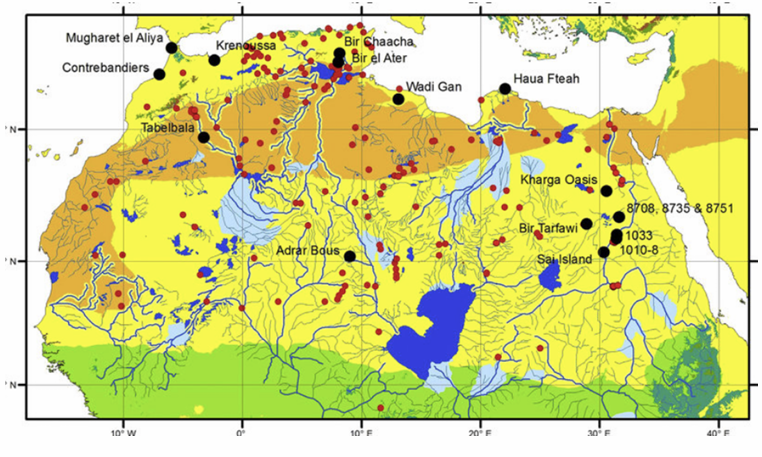 Mugharet el Aliya
Krenoussa
Bir Chaacha
Contrebandiers
Bir el Ater
Wadi Gan
Haua Fteah
Tabelbala
°N
Kharga Oasis
8708, 8735 & 8751
Bir Tarfawi
1033
Adrar Bous
1010-8
Sai Island
°N
°N
10° W
0°
10° E
20° E
30° E
40° E